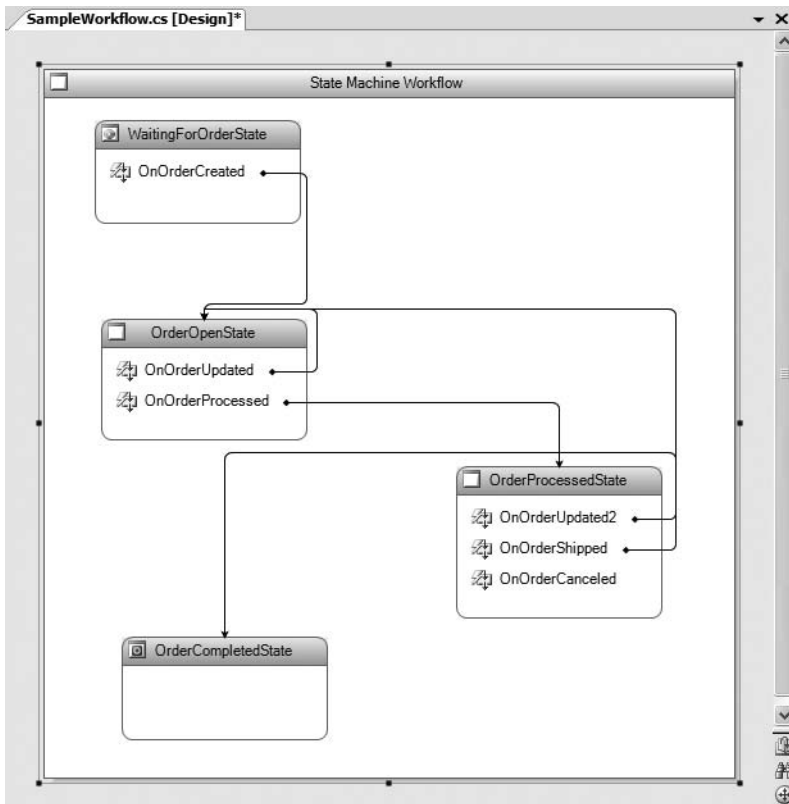 SampleWorkflow.cs [Design]*
State Machine Workflow
WaitingForOrderState
OnOrderCreated
OrderOpenState
OnOrderUpdated
OnOrderProcessed
OrderProcessedState
OnOrderUpdated2
OnOrderShipped
OnOrderCanceled
OrderCompletedState